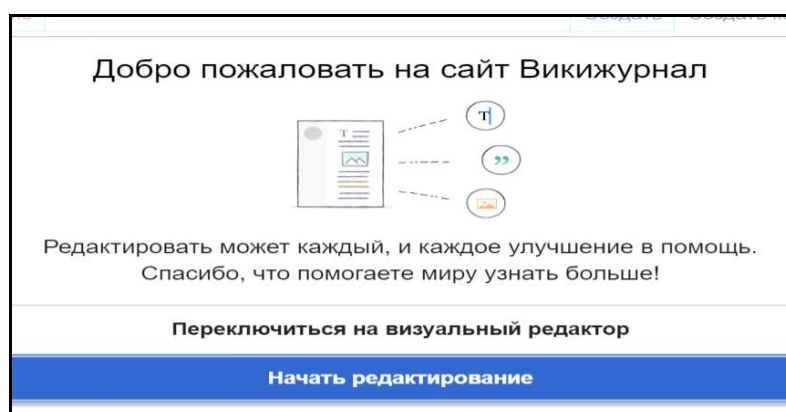 Создать
Добро пожаловать на сайт Викижурнал
T
T
Редактировать может каждый, и каждое улучшение в помощь.
Спасибо, что помогаете миру узнать больше!
Переключиться на визуальный редактор
Начать редактирование